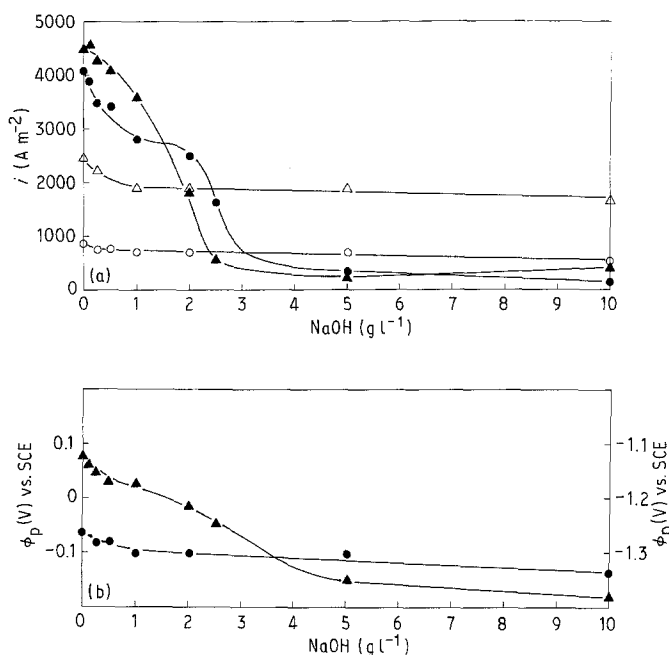 5000
4000
3000
2000
1000
0
i (A m⁻²)
(a)
0 1 2 3 4 5 6 7 8 9 10
NaOH (g l⁻¹)
0.1
0
-0.1
ϕp(V) vs. SCE
-1.1
-1.2
-1.3
ϕp(V) vs. SCE
(b)
0 1 2 3 4 5 6 7 8 9 10
NaOH (g l⁻¹)